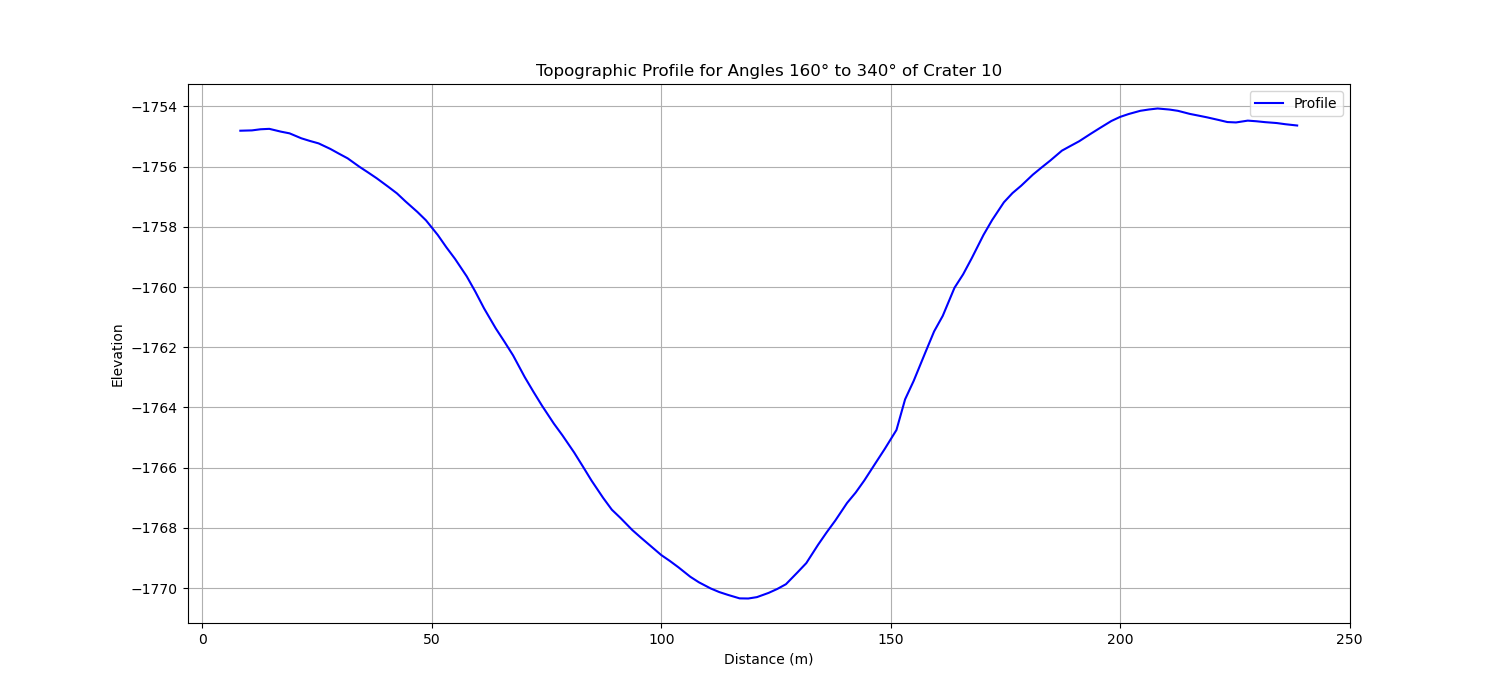 Topographic Profile for Angles 160° to 340° of Crater 10
Profile
−1754
−1756
−1758
−1760
−1762
−1764
−1766
−1768
−1770
Elevation
0 50 100 150 200 250
Distance (m)